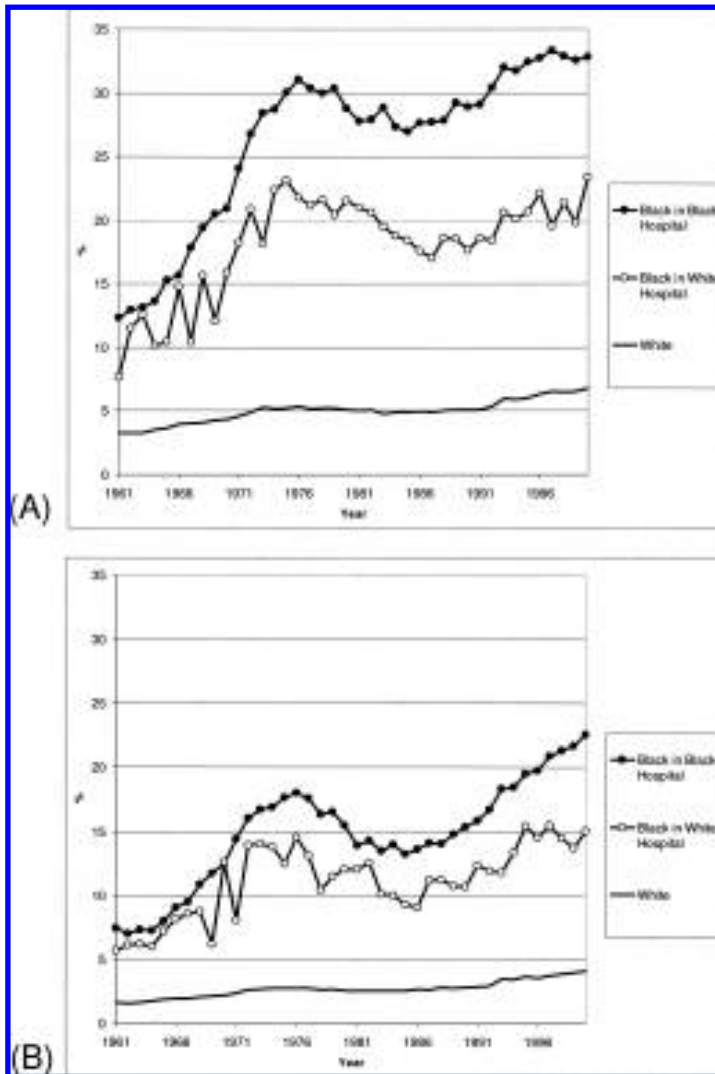 35
30
25
20
15
10
5
0
%
1961 1966 1971 1976 1981 1986 1991 1996
Year
Black in Black
Hospital
Black in White
Hospital
White
(A)
35
30
25
20
15
10
5
0
%
1961 1966 1971 1976 1981 1986 1991 1996
Year
Black in Black
Hospital
Black in White
Hospital
White
(B)